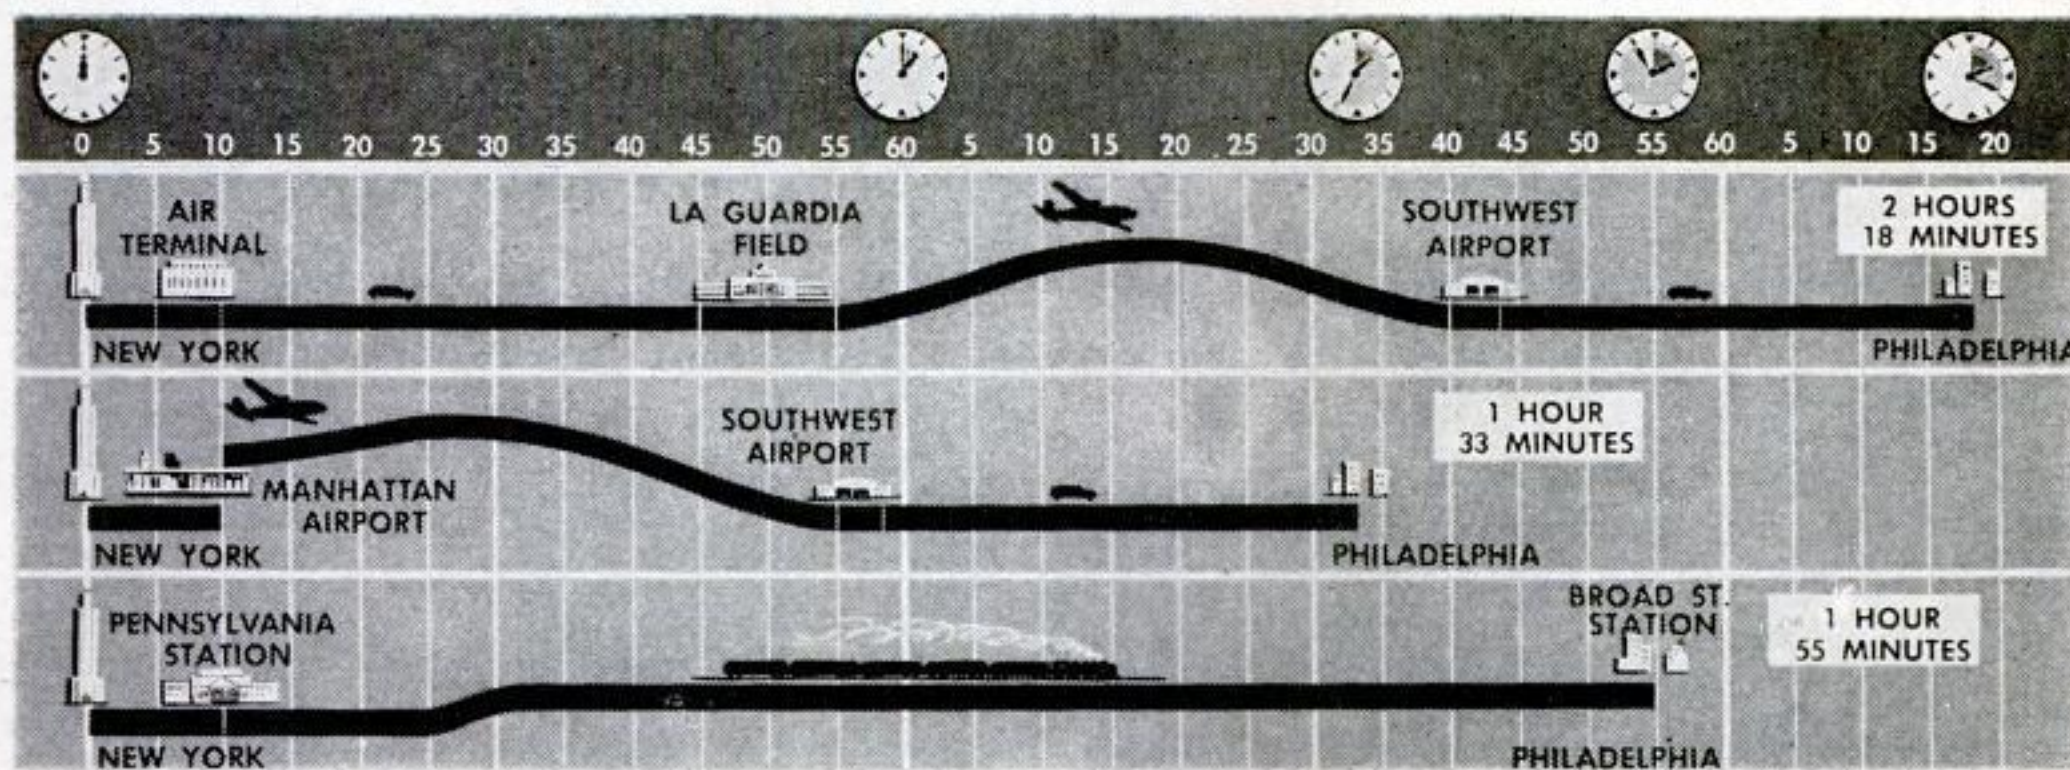 0 5 10 15 20 25 30 35 40 45 50 55 60 5 10 15 20 25 30 35 40 45 50 55 60 5 10 15 20
AIR
TERMINAL
LA GUARDIA
FIELD
SOUTHWEST
AIRPORT
2 HOURS
18 MINUTES
NEW YORK
PHILADELPHIA
MANHATTAN
AIRPORT
SOUTHWEST
AIRPORT
1 HOUR
33 MINUTES
NEW YORK
PHILADELPHIA
PENNSYLVANIA
STATION
BROAD ST.
STATION
1 HOUR
55 MINUTES
NEW YORK
PHILADELPHIA